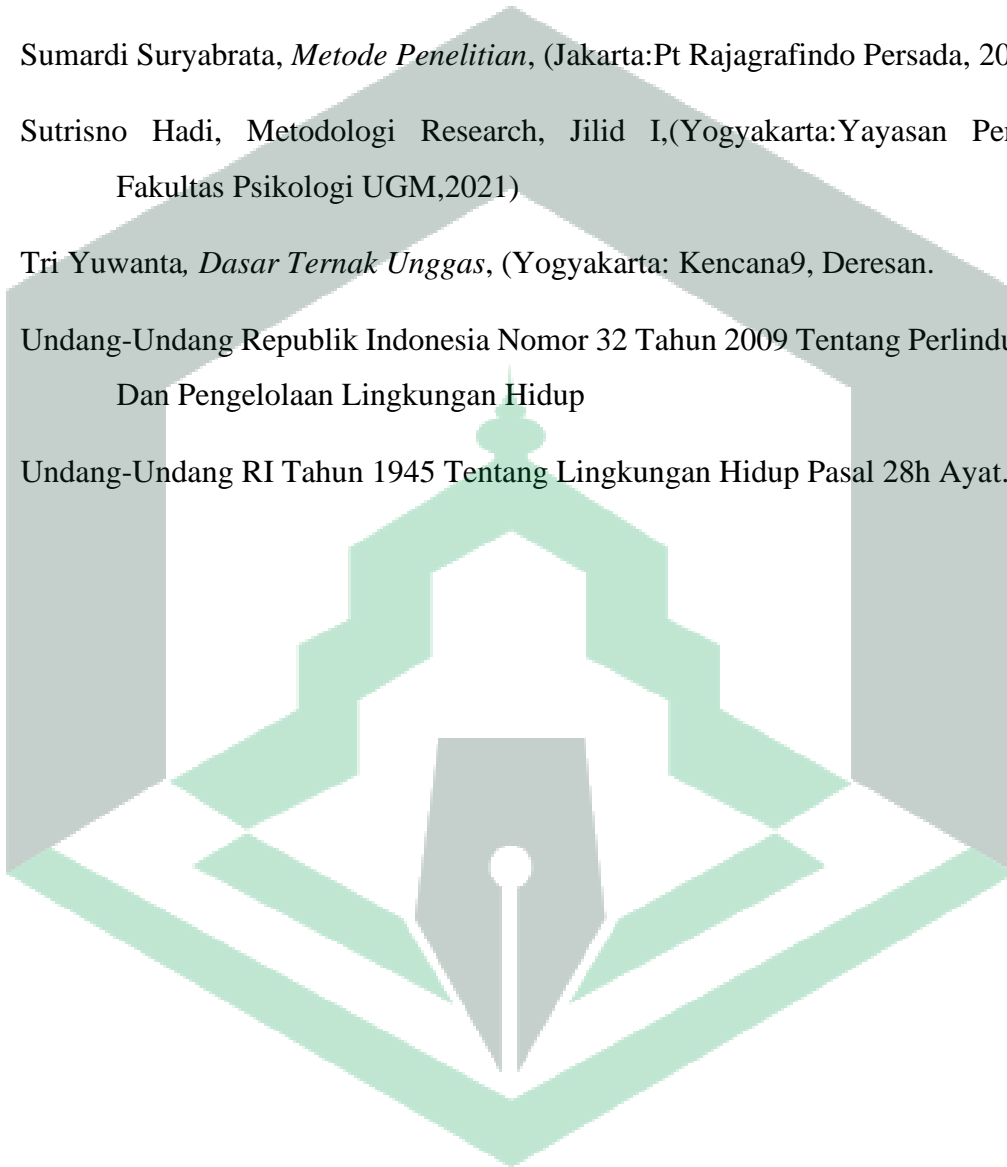 Sumardi Suryabrata, Metode Penelitian, (Jakarta:Pt Rajagrafindo Persada, 20
Sutrisno Hadi, Metodologi Research, Jilid I,(Yogyakarta:Yayasan
Fakultas Psikologi UGM,2021)
Tri Yuwanta, Dasar Ternak Unggas, (Yogyakarta: Kencana9, Deresan.
Undang-Undang Republik Indonesia Nomor 32 Tahun 2009 Tentang
Dan Pengelolaan Lingkungan Hidup
Undang-Undang RI Tahun 1945 Tentang Lingkungan Hidup Pasal 28h Ayat.